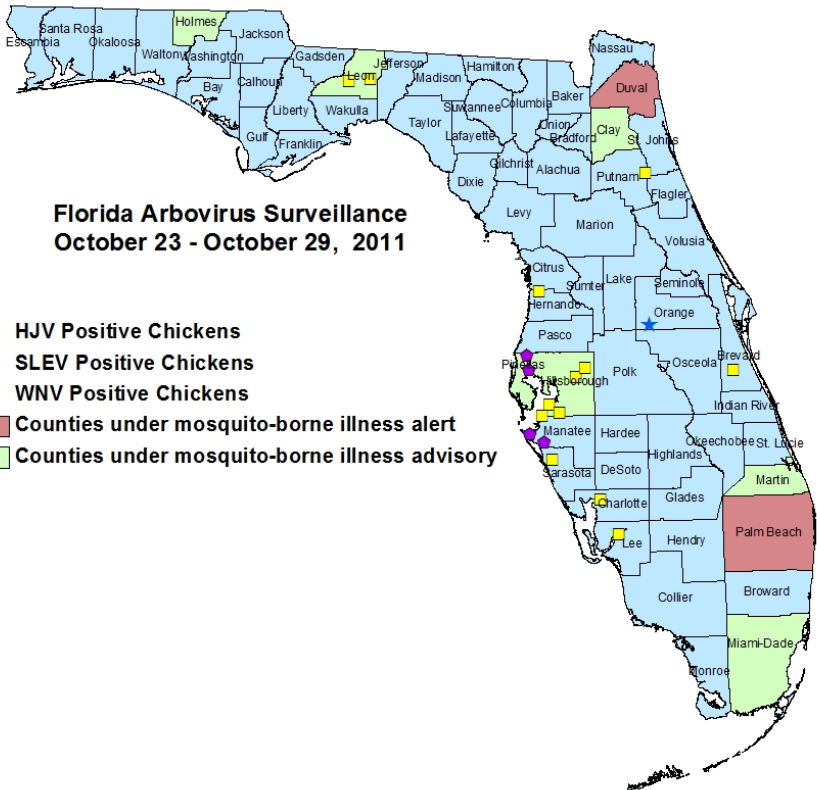 Holmes
Santa Rosa
Jackson
Escambia
Okaloosa
Walton
Washington
Gadsden
Jefferson
Hamilton
Nassau
Leon
Madison
Bay
Calhoun
Baker
Duval
Liberty
Wakulla
Suwannee
Columbia
Taylor
Union
Clay
Gulf
Franklin
Lafayette
Bradford
St. Johns
Gilchrist
Alachua
Putnam
Dixie
Flagler
Levy
Marion
Florida Arbovirus Surveillance
October 23 - October 29, 2011
Volusia
Citrus
Sumter
Lake
Seminole
Hernando
Orange
HJV Positive Chickens
Pasco
SLEV Positive Chickens
Pinellas
Hillsborough
Polk
Osceola
Brevard
WNV Positive Chickens
Indian River
Counties under mosquito-borne illness alert
Manatee
Hardee
Okeechobee
St. Lucie
Counties under mosquito-borne illness advisory
Highlands
Sarasota
DeSoto
Martin
Charlotte
Glades
Palm Beach
Lee
Hendry
Collier
Broward
Miami-Dade
Monroe